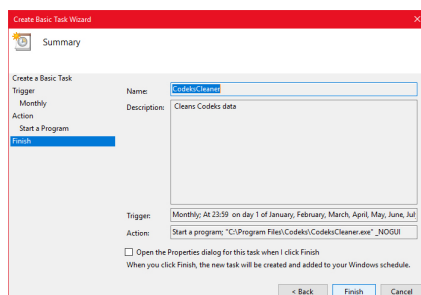 Create Basic Task Wizard
Summary
Create a Basic Task
Trigger
Monthly
Action
Start a Program
Finish
Name:
CodeksCleaner
Description:
Cleans Codeks data
Trigger:
Monthly; At 23:59 on day 1 of January, February, March, April, May, June, Jul
Action:
Start a program; "C:\Program Files\Codeks\CodeksCleaner.exe" _NOGUI
Open the Properties dialog for this task when I click Finish
When you click Finish, the new task will be created and added to your Windows schedule.
< Back
Finish
Cancel